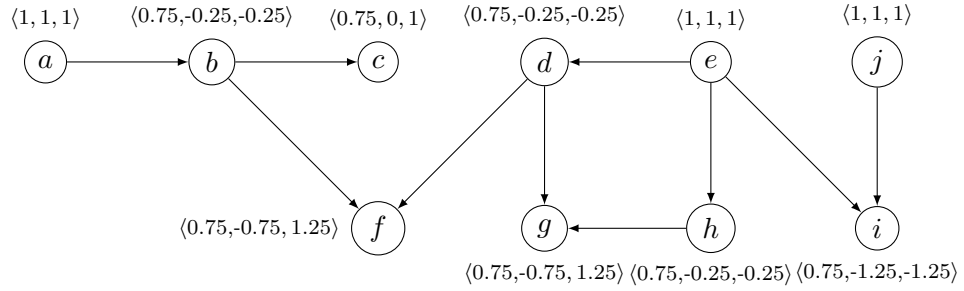 ⟨1, 1, 1⟩ ⟨0.75,-0.25,-0.25⟩ ⟨0.75, 0, 1⟩ ⟨0.75,-0.25,-0.25⟩ ⟨1, 1, 1⟩ ⟨1, 1, 1⟩
a b c d e j
⟨0.75,-0.75, 1.25⟩ f g h i
⟨0.75,-0.75, 1.25⟩ ⟨0.75,-0.25,-0.25⟩ ⟨0.75,-1.25,-1.25⟩